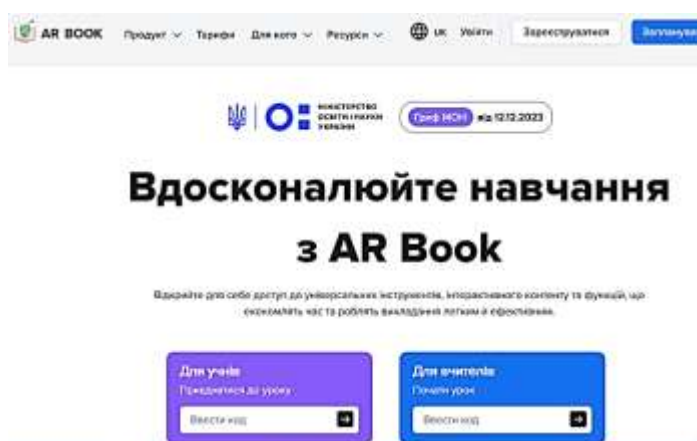 AR BOOK Продукт Тарифи Для кого Ресурси UK Увійти Зареєструватися Заплануват
МІНІСТЕРСТВО
ОСВІТИ І НАУКИ
УКРАЇНИ
Гриф МОН від 12.12.2023
Вдосконалюйте навчання
з AR Book
Відкрийте для себе доступ до універсальних інструментів, інтерактивного контенту та функцій, що
економлять час та роблять викладання легким й ефективним.
Для учнів
Приєднатися до уроку
Ввести код
Для вчителів
Почати урок
Ввести код